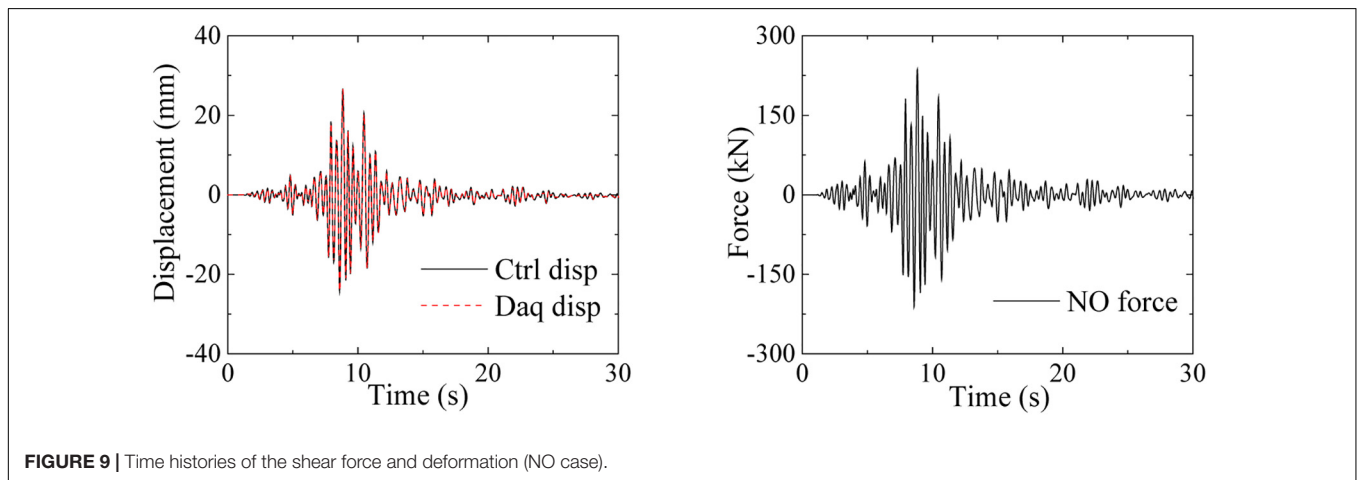 40
20
0
-20
-40
Displacement (mm)
Ctrl disp
Daq disp
0 10 20 30
Time (s)
300
150
0
-150
-300
Force (kN)
NO force
0 10 20 30
Time (s)
FIGURE 9 | Time histories of the shear force and deformation (NO case).